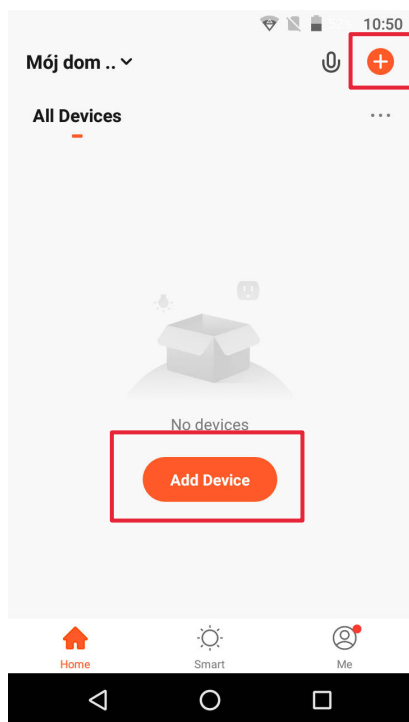 10:50
Mój dom ..
All Devices
No devices
Add Device
Home Smart Me